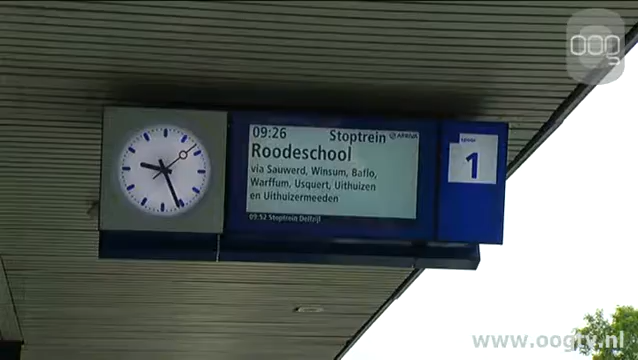 oog
09:26 Stoptrein ARRIVA
Roodeschool
via Sauwerd, Winsum, Baflo,
Warffum, Usquert, Uithuizen
en Uithuizermeeden
09:52 Stoptrein Delfzijl
spoor
1
www.oogtv.nl